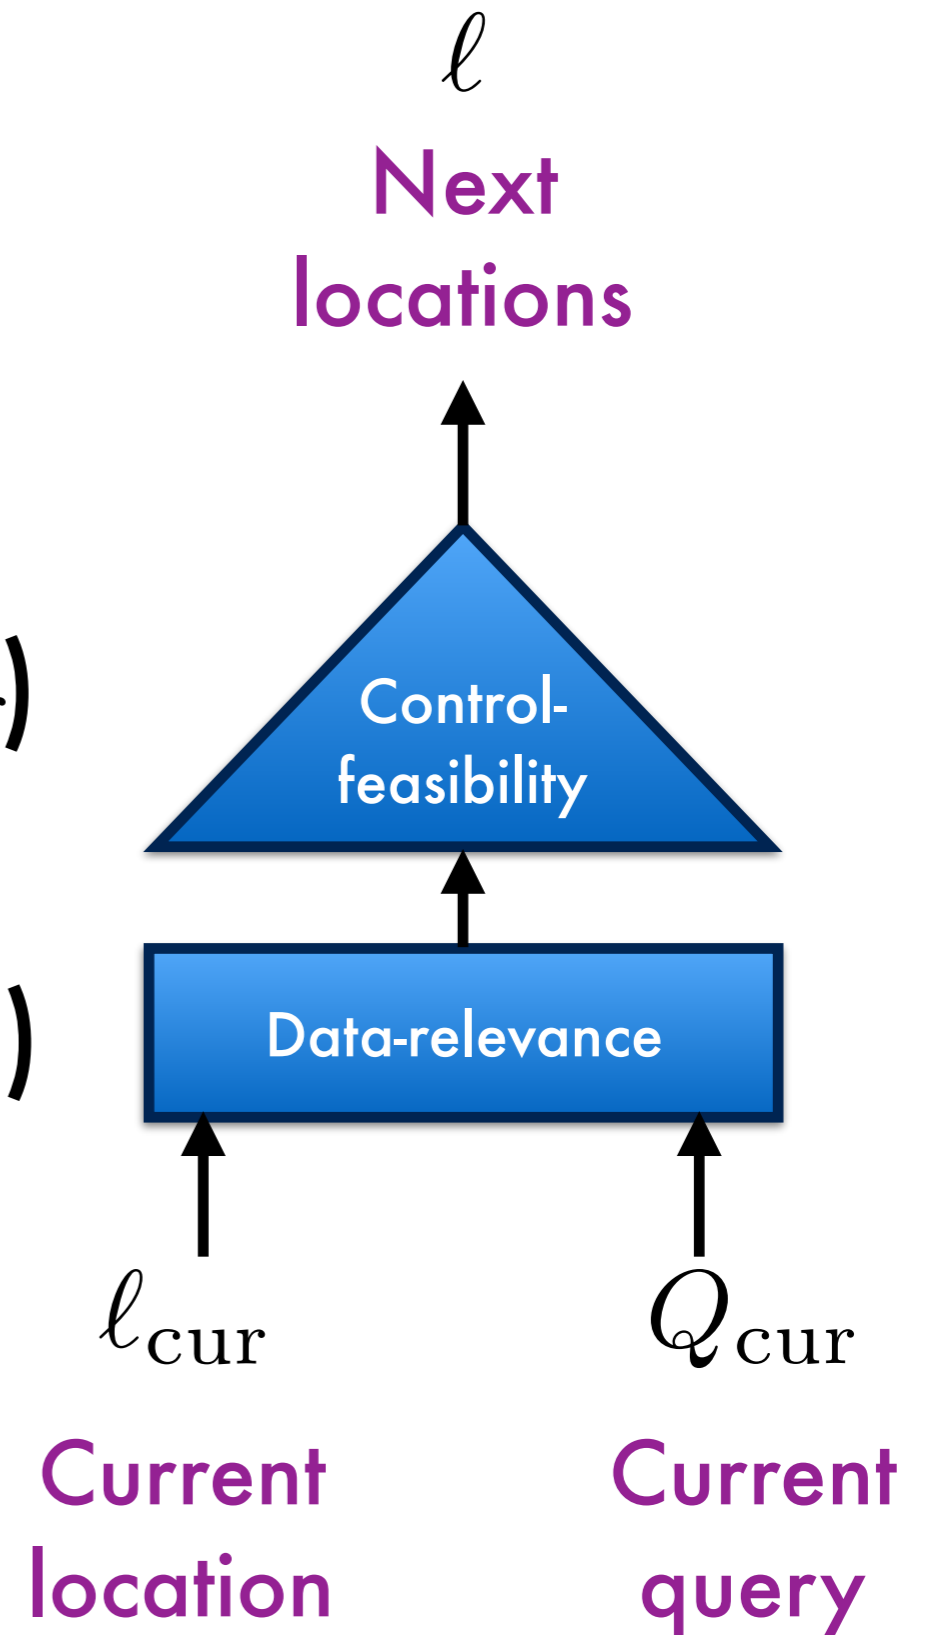 ℓ
Next
locations
)
Control-
feasibility
)
Data-relevance
ℓcur Qcur
Current Current
location query